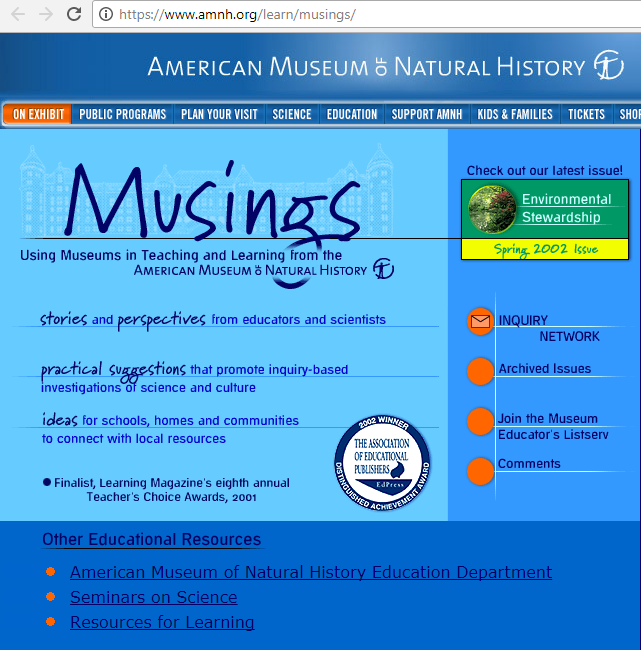 https://www.amnh.org/learn/musings/
AMERICAN MUSEUM OF NATURAL HISTORY
ON EXHIBIT PUBLIC PROGRAMS PLAN YOUR VISIT SCIENCE EDUCATION SUPPORT AMNH KIDS & FAMILIES TICKETS SHO
Musings
Using Museums in Teaching and Learning from the
AMERICAN MUSEUM OF NATURAL HISTORY
stories and perspectives from educators and scientists
practical suggestions that promote inquiry-based
investigations of science and culture
ideas for schools, homes and communities
to connect with local resources
Finalist, Learning Magazine's eighth annual
Teacher's Choice Awards, 2001
2002 WINNER
THE ASSOCIATION
OF EDUCATIONAL
PUBLISHERS
EdPress
DISTINGUISHED ACHIEVEMENT AWARD
Check out our latest issue!
Environmental
Stewardship
Spring 2002 Issue
INQUIRY
NETWORK
Archived Issues
Join the Museum
Educator's Listserv
Comments
Other Educational Resources
American Museum of Natural History Education Department
Seminars on Science
Resources for Learning